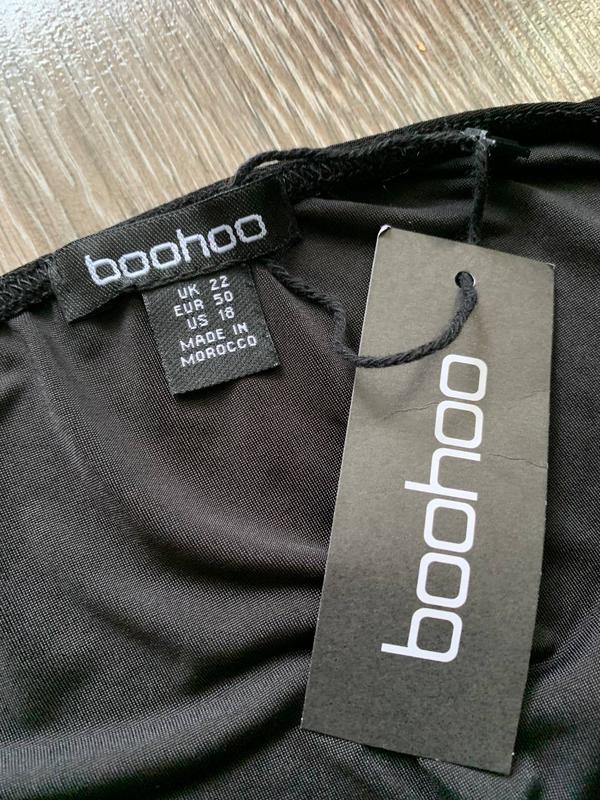 boohoo
UK 22
EUR 50
US 18
MADE IN
MOROCCO
boohoo